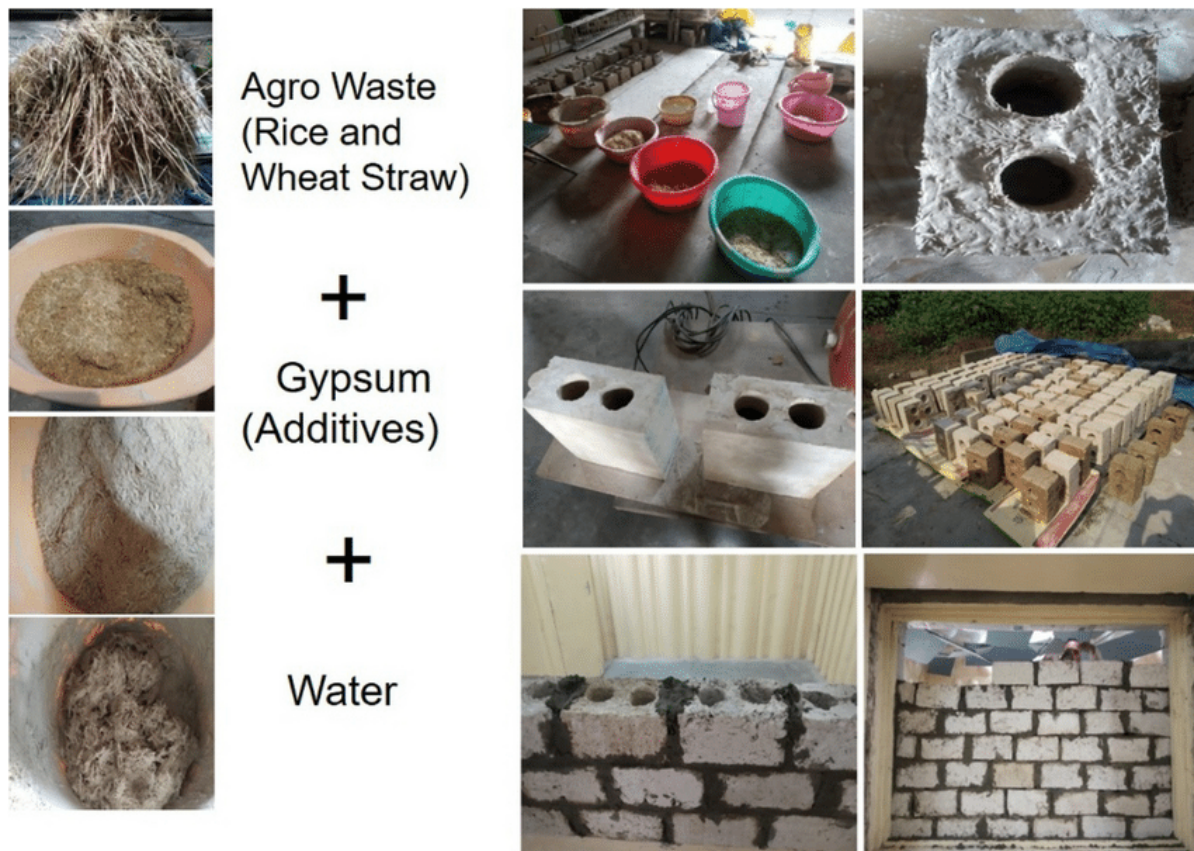 Agro Waste
(Rice and
Wheat Straw)
+
Gypsum
(Additives)
+
Water